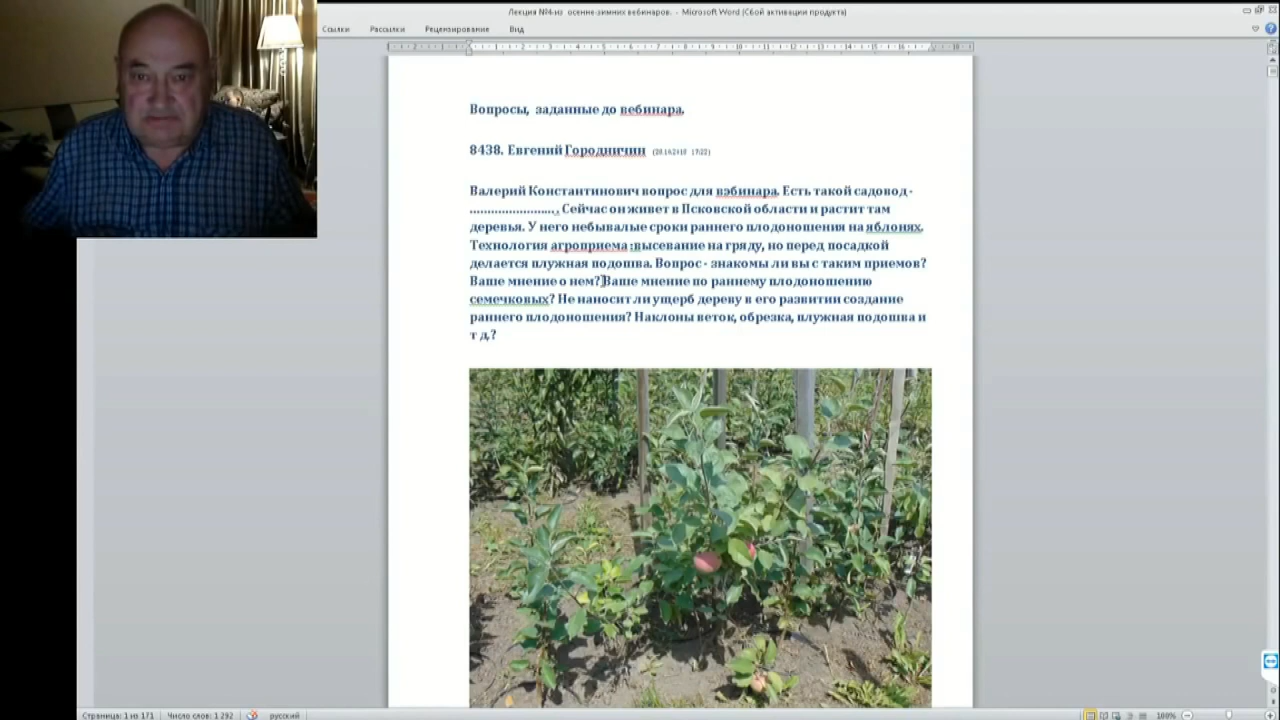 Лекция №4-из осенне-зимних вебинаров. - Microsoft Word (Сбой активации продукта)
Ссылки Рассылки Рецензирование Вид
Вопросы, заданные до вебинара.
8438. Евгений Городничин
Валерий Константинович вопрос для вэбинара. Есть такой садовод -
........................ Сейчас он живет в Псковской области и растит там
деревья. У него небывалые сроки раннего плодоношения на яблонях.
Технология агроприема :высевание на гряду, но перед посадкой
делается плужная подошва. Вопрос - знакомы ли вы с таким приемов?
Ваше мнение о нем? Ваше мнение по раннему плодоношению
семечковых? Не наносит ли ущерб дереву в его развитии создание
раннего плодоношения? Наклоны веток, обрезка, плужная подошва и
т д.?
Страница: 1 из 171 Число слов: 1 292 русский 100%